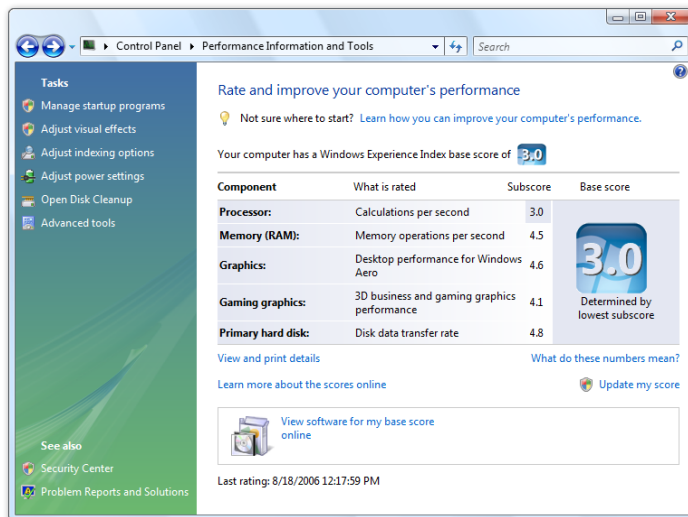 Control Panel Performance Information and Tools Search
Tasks
Manage startup programs
Adjust visual effects
Adjust indexing options
Adjust power settings
Open Disk Cleanup
Advanced tools
See also
Security Center
Problem Reports and Solutions
Rate and improve your computer's performance
Not sure where to start? Learn how you can improve your computer's performance.
Your computer has a Windows Experience Index base score of 3.0
Component What is rated Subscore Base score
Processor: Calculations per second 3.0
Memory (RAM): Memory operations per second 4.5
Graphics: Desktop performance for Windows
Aero 4.6
Gaming graphics: 3D business and gaming graphics
performance 4.1
Primary hard disk: Disk data transfer rate 4.8
3.0
Determined by
lowest subscore
View and print details What do these numbers mean?
Learn more about the scores online Update my score
View software for my base score
online
Last rating: 8/18/2006 12:17:59 PM